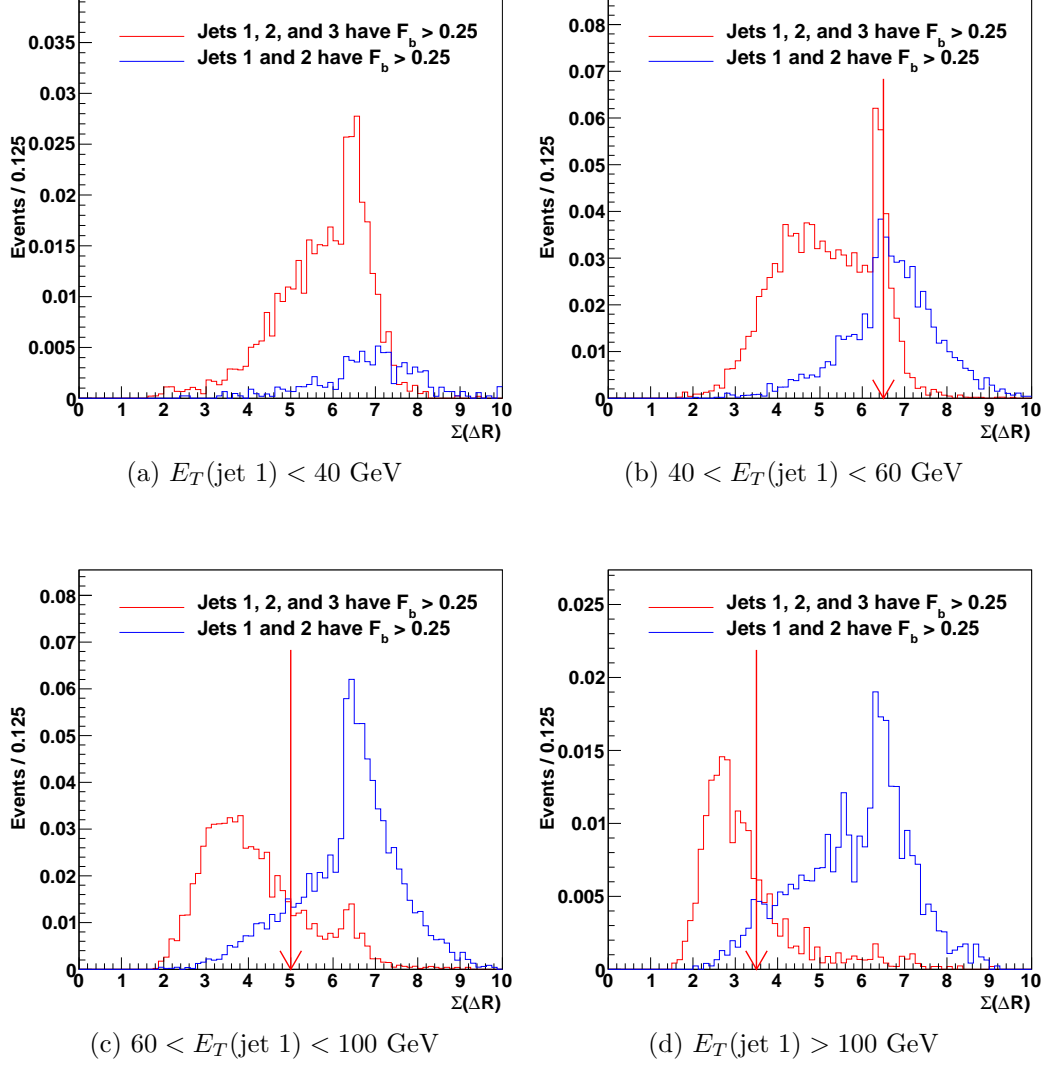 Jets 1, 2, and 3 have F_b > 0.25
Jets 1 and 2 have F_b > 0.25
Events / 0.125
0.035
0.03
0.025
0.02
0.015
0.01
0.005
0
0 1 2 3 4 5 6 7 8 9 10
Σ(ΔR)
(a) E_T(jet 1) < 40 GeV
Jets 1, 2, and 3 have F_b > 0.25
Jets 1 and 2 have F_b > 0.25
Events / 0.125
0.08
0.07
0.06
0.05
0.04
0.03
0.02
0.01
0
0 1 2 3 4 5 6 7 8 9 10
Σ(ΔR)
(b) 40 < E_T(jet 1) < 60 GeV
Jets 1, 2, and 3 have F_b > 0.25
Jets 1 and 2 have F_b > 0.25
Events / 0.125
0.08
0.07
0.06
0.05
0.04
0.03
0.02
0.01
0
0 1 2 3 4 5 6 7 8 9 10
Σ(ΔR)
(c) 60 < E_T(jet 1) < 100 GeV
Jets 1, 2, and 3 have F_b > 0.25
Jets 1 and 2 have F_b > 0.25
Events / 0.125
0.025
0.02
0.015
0.01
0.005
0
0 1 2 3 4 5 6 7 8 9 10
Σ(ΔR)
(d) E_T(jet 1) > 100 GeV